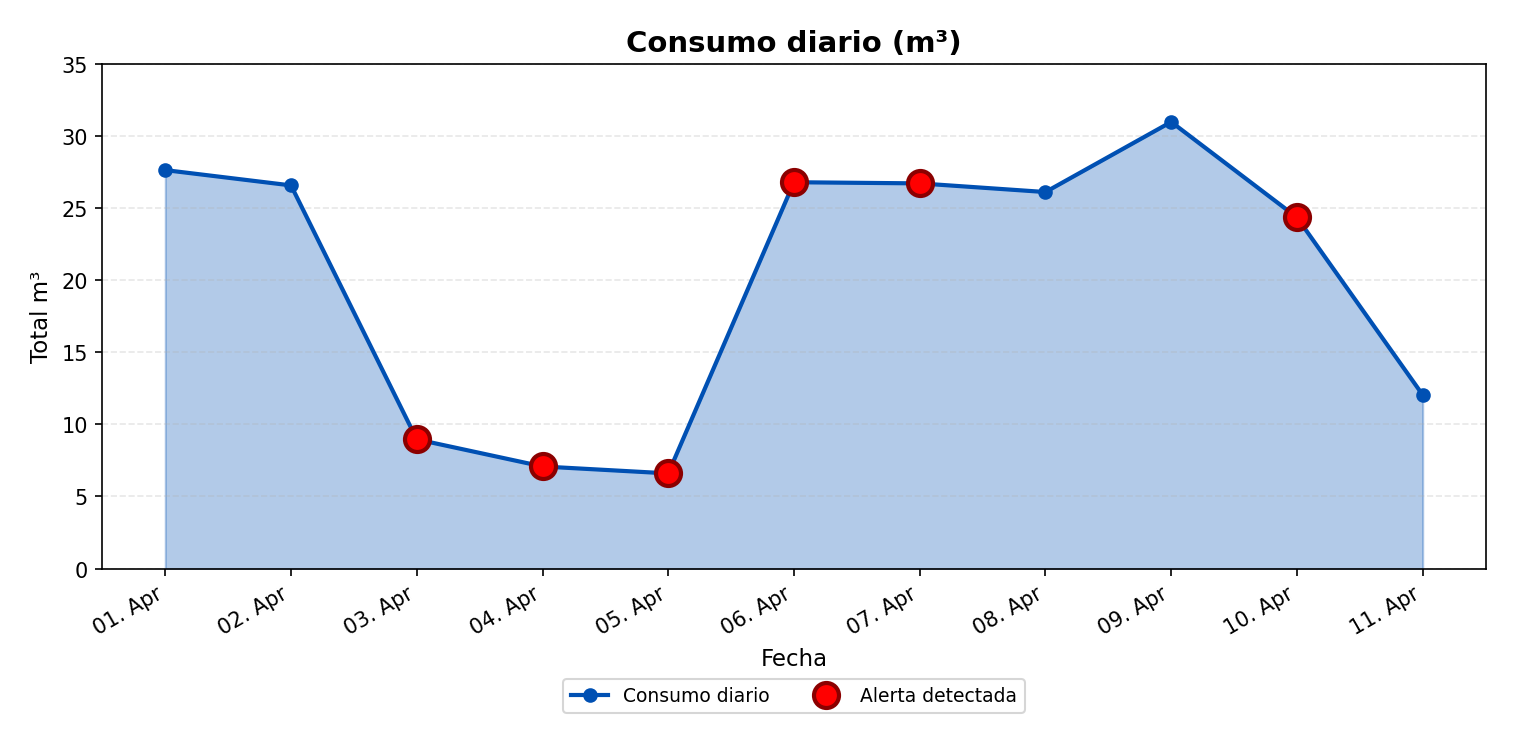 Consumo diario (m³)
Total m³
35
30
25
20
15
10
5
0
01. Apr
02. Apr
03. Apr
04. Apr
05. Apr
06. Apr
07. Apr
08. Apr
09. Apr
10. Apr
11. Apr
Fecha
Consumo diario
Alerta detectada